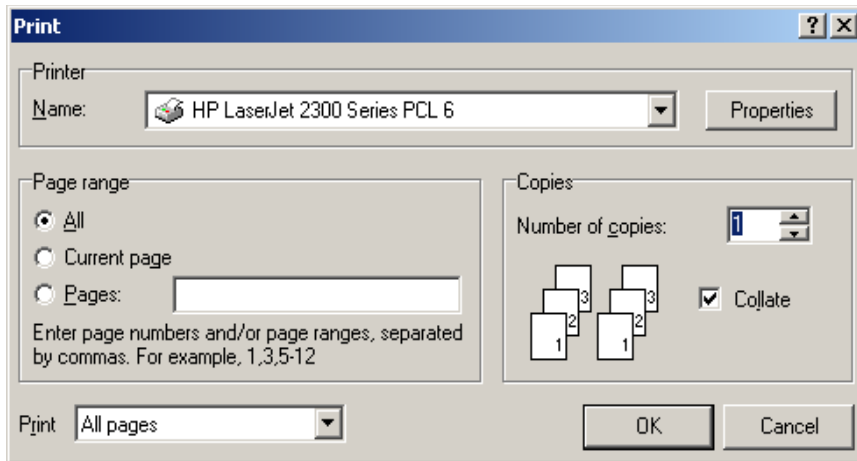 Print
Printer
Name: HP LaserJet 2300 Series PCL 6 Properties
Page range
All
Current page
Pages:
Enter page numbers and/or page ranges, separated
by commas. For example, 1,3,5-12
Copies
Number of copies: 1
1 2 3 1 2 3
Collate
Print All pages
OK Cancel